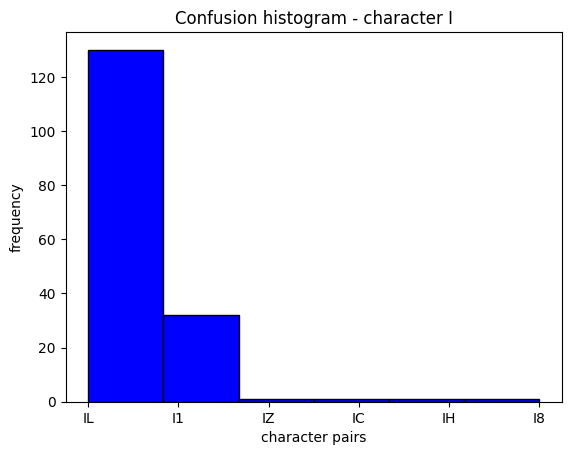 Confusion histogram - character I
120
100
80
60
40
20
0
frequency
IL I1 IZ IC IH I8
character pairs